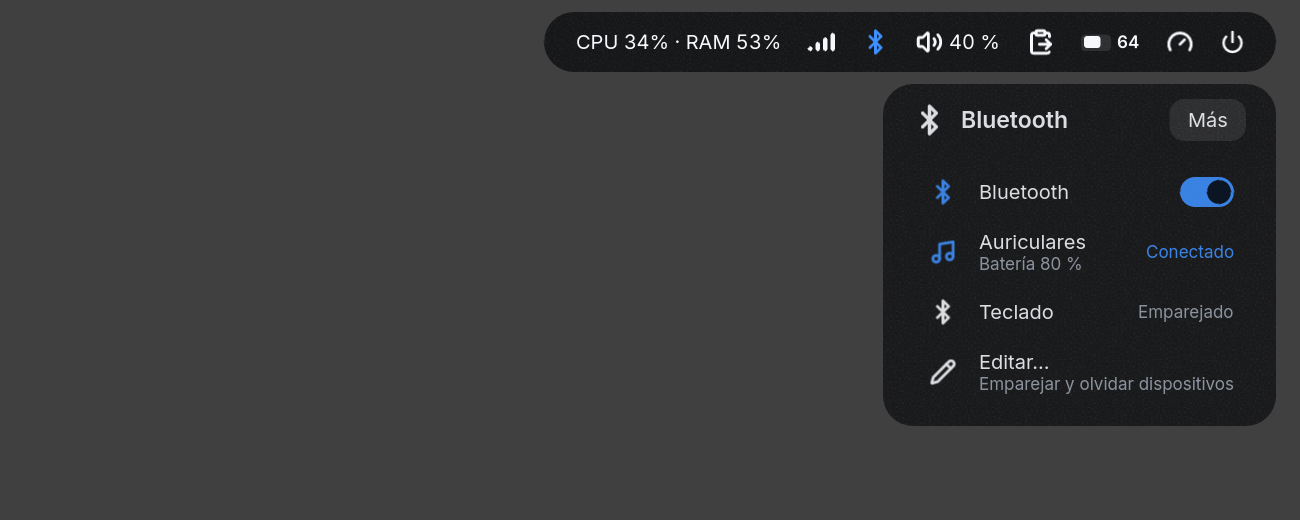 CPU 34% · RAM 53% 40 % 64
Bluetooth Más
Bluetooth
Auriculares
Batería 80 %
Conectado
Teclado Emparejado
Editar...
Emparejar y olvidar dispositivos